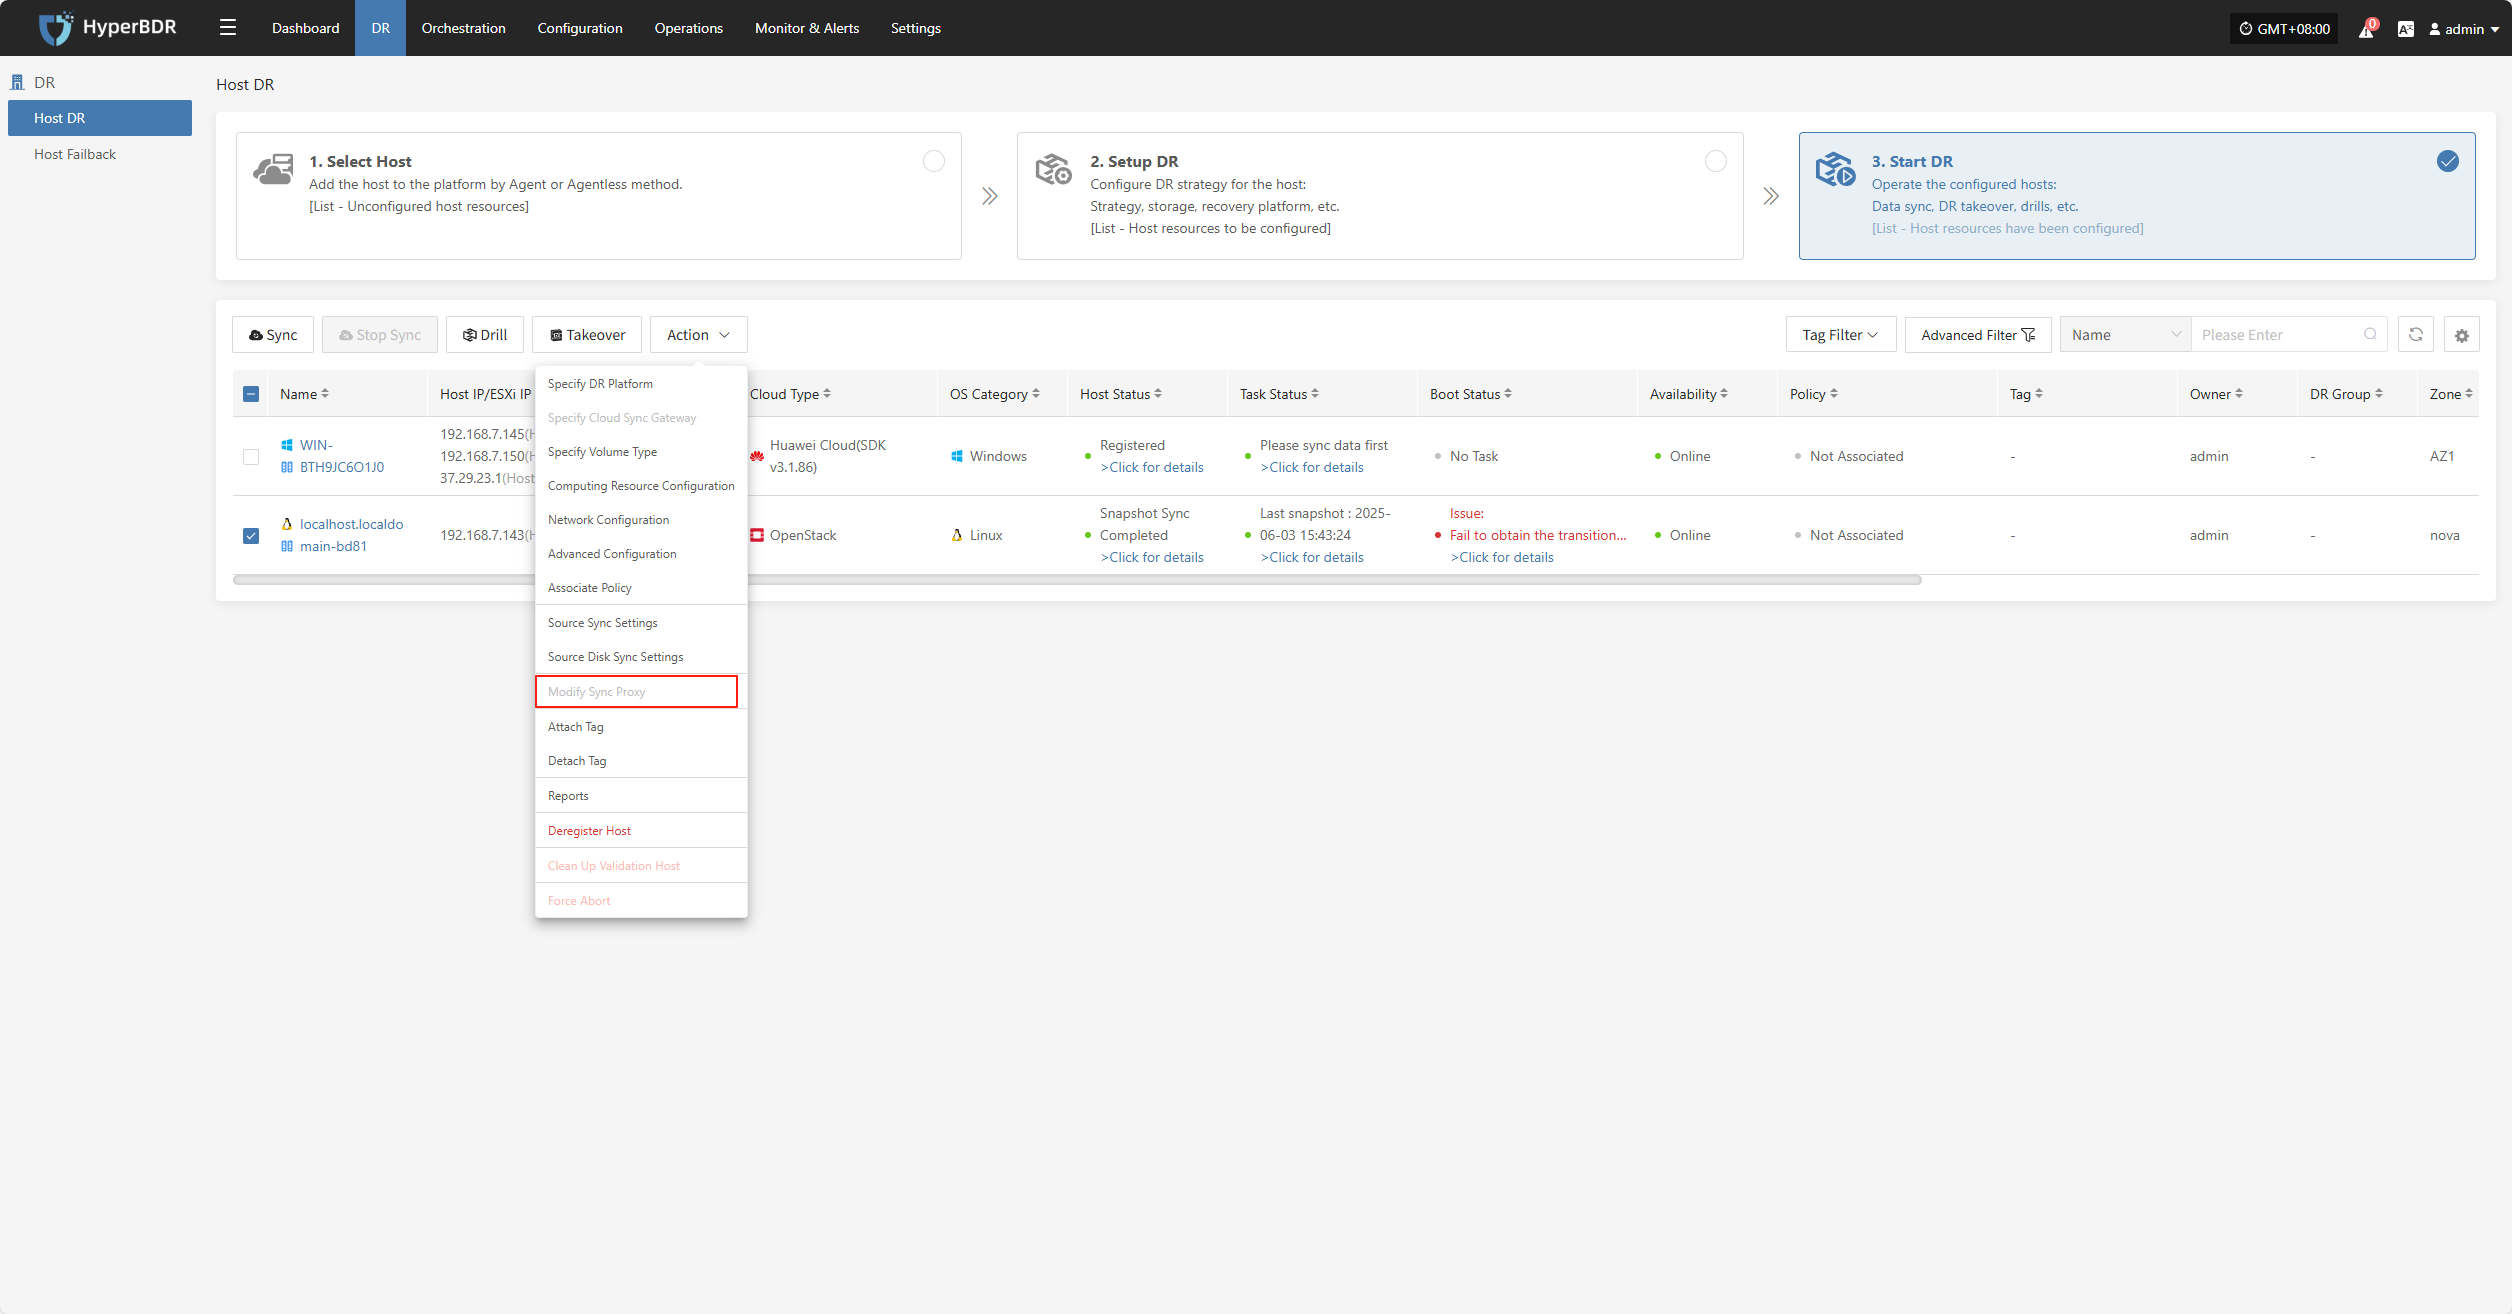 HyperBDR
Dashboard
DR
Orchestration
Configuration
Operations
Monitor & Alerts
Settings
GMT+08:00
0
admin
DR
Host DR
Host Failback
Host DR
1. Select Host
Add the host to the platform by Agent or Agentless method.
[List - Unconfigured host resources]
2. Setup DR
Configure DR strategy for the host:
Strategy, storage, recovery platform, etc.
[List - Host resources to be configured]
3. Start DR
Operate the configured hosts:
Data sync, DR takeover, drills, etc.
[List - Host resources have been configured]
Sync
Stop Sync
Drill
Takeover
Action
Tag Filter
Advanced Filter
Name
Please Enter
Name
Host IP/ESXi IP
Cloud Type
OS Category
Host Status
Task Status
Boot Status
Availability
Policy
Tag
Owner
DR Group
Zone
WIN-
BTH9JC6O1J0
192.168.7.145(H
192.168.7.150(H
37.29.23.1(Host
Huawei Cloud(SDK
v3.1.86)
Windows
Registered
>Click for details
Please sync data first
>Click for details
No Task
Online
Not Associated
-
admin
-
AZ1
localhost.localdo
main-bd81
192.168.7.143(H
OpenStack
Linux
Snapshot Sync
Completed
>Click for details
Last snapshot : 2025-
06-03 15:43:24
>Click for details
Issue:
Fail to obtain the transition...
>Click for details
Online
Not Associated
-
admin
-
nova
Specify DR Platform
Specify Cloud Sync Gateway
Specify Volume Type
Computing Resource Configuration
Network Configuration
Advanced Configuration
Associate Policy
Source Sync Settings
Source Disk Sync Settings
Modify Sync Proxy
Attach Tag
Detach Tag
Reports
Deregister Host
Clean Up Validation Host
Force Abort